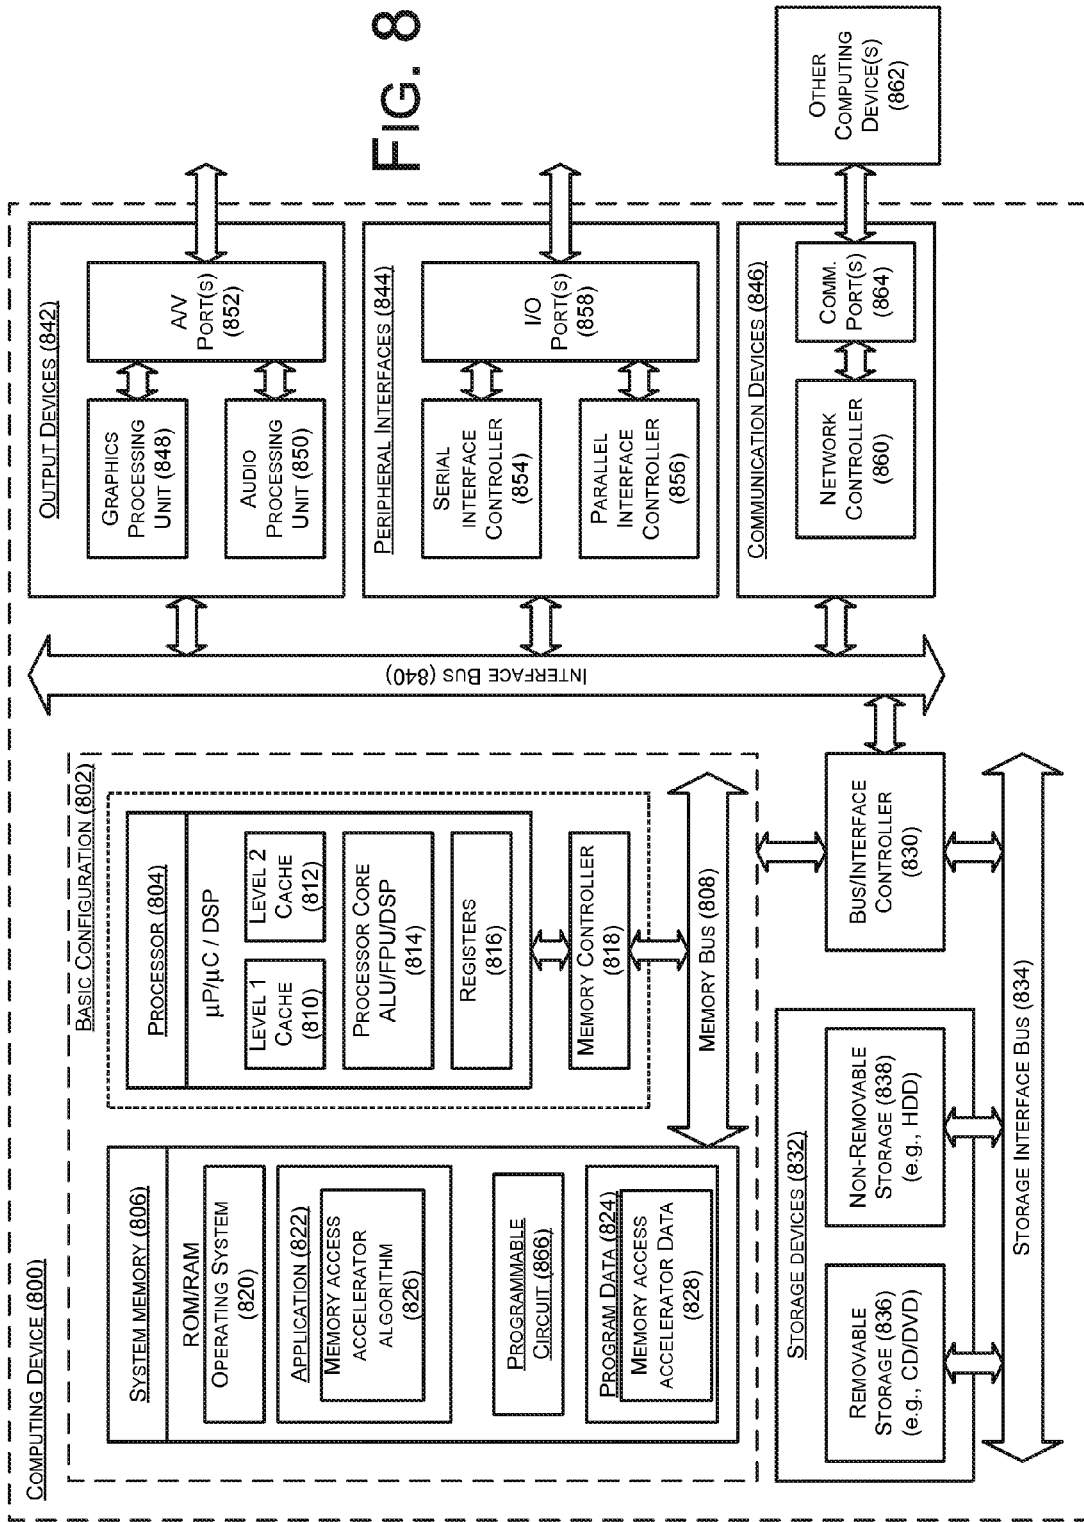 COMPUTING DEVICE (800)
BASIC CONFIGURATION (802)
SYSTEM MEMORY (806)
ROM/RAM
OPERATING SYSTEM
(820)
APPLICATION (822)
MEMORY ACCESS
ACCELERATOR
ALGORITHM
(826)
PROGRAMMABLE
CIRCUIT (866)
PROGRAM DATA (824)
MEMORY ACCESS
ACCELERATOR DATA
(828)
PROCESSOR (804)
µP/µC / DSP
LEVEL 1
CACHE
(810)
LEVEL 2
CACHE
(812)
PROCESSOR CORE
ALU/FPU/DSP
(814)
REGISTERS
(816)
MEMORY CONTROLLER
(818)
MEMORY BUS (808)
STORAGE DEVICES (832)
REMOVABLE
STORAGE (836)
(e.g., CD/DVD)
NON-REMOVABLE
STORAGE (838)
(e.g., HDD)
BUS/INTERFACE
CONTROLLER
(830)
STORAGE INTERFACE BUS (834)
INTERFACE BUS (840)
OUTPUT DEVICES (842)
GRAPHICS
PROCESSING
UNIT (848)
AUDIO
PROCESSING
UNIT (850)
A/V
PORT(S)
(852)
PERIPHERAL INTERFACES (844)
SERIAL
INTERFACE
CONTROLLER
(854)
PARALLEL
INTERFACE
CONTROLLER
(856)
I/O
PORT(S)
(858)
COMMUNICATION DEVICES (846)
NETWORK
CONTROLLER
(860)
COMM.
PORT(S)
(864)
OTHER
COMPUTING
DEVICE(S)
(862)
FIG. 8